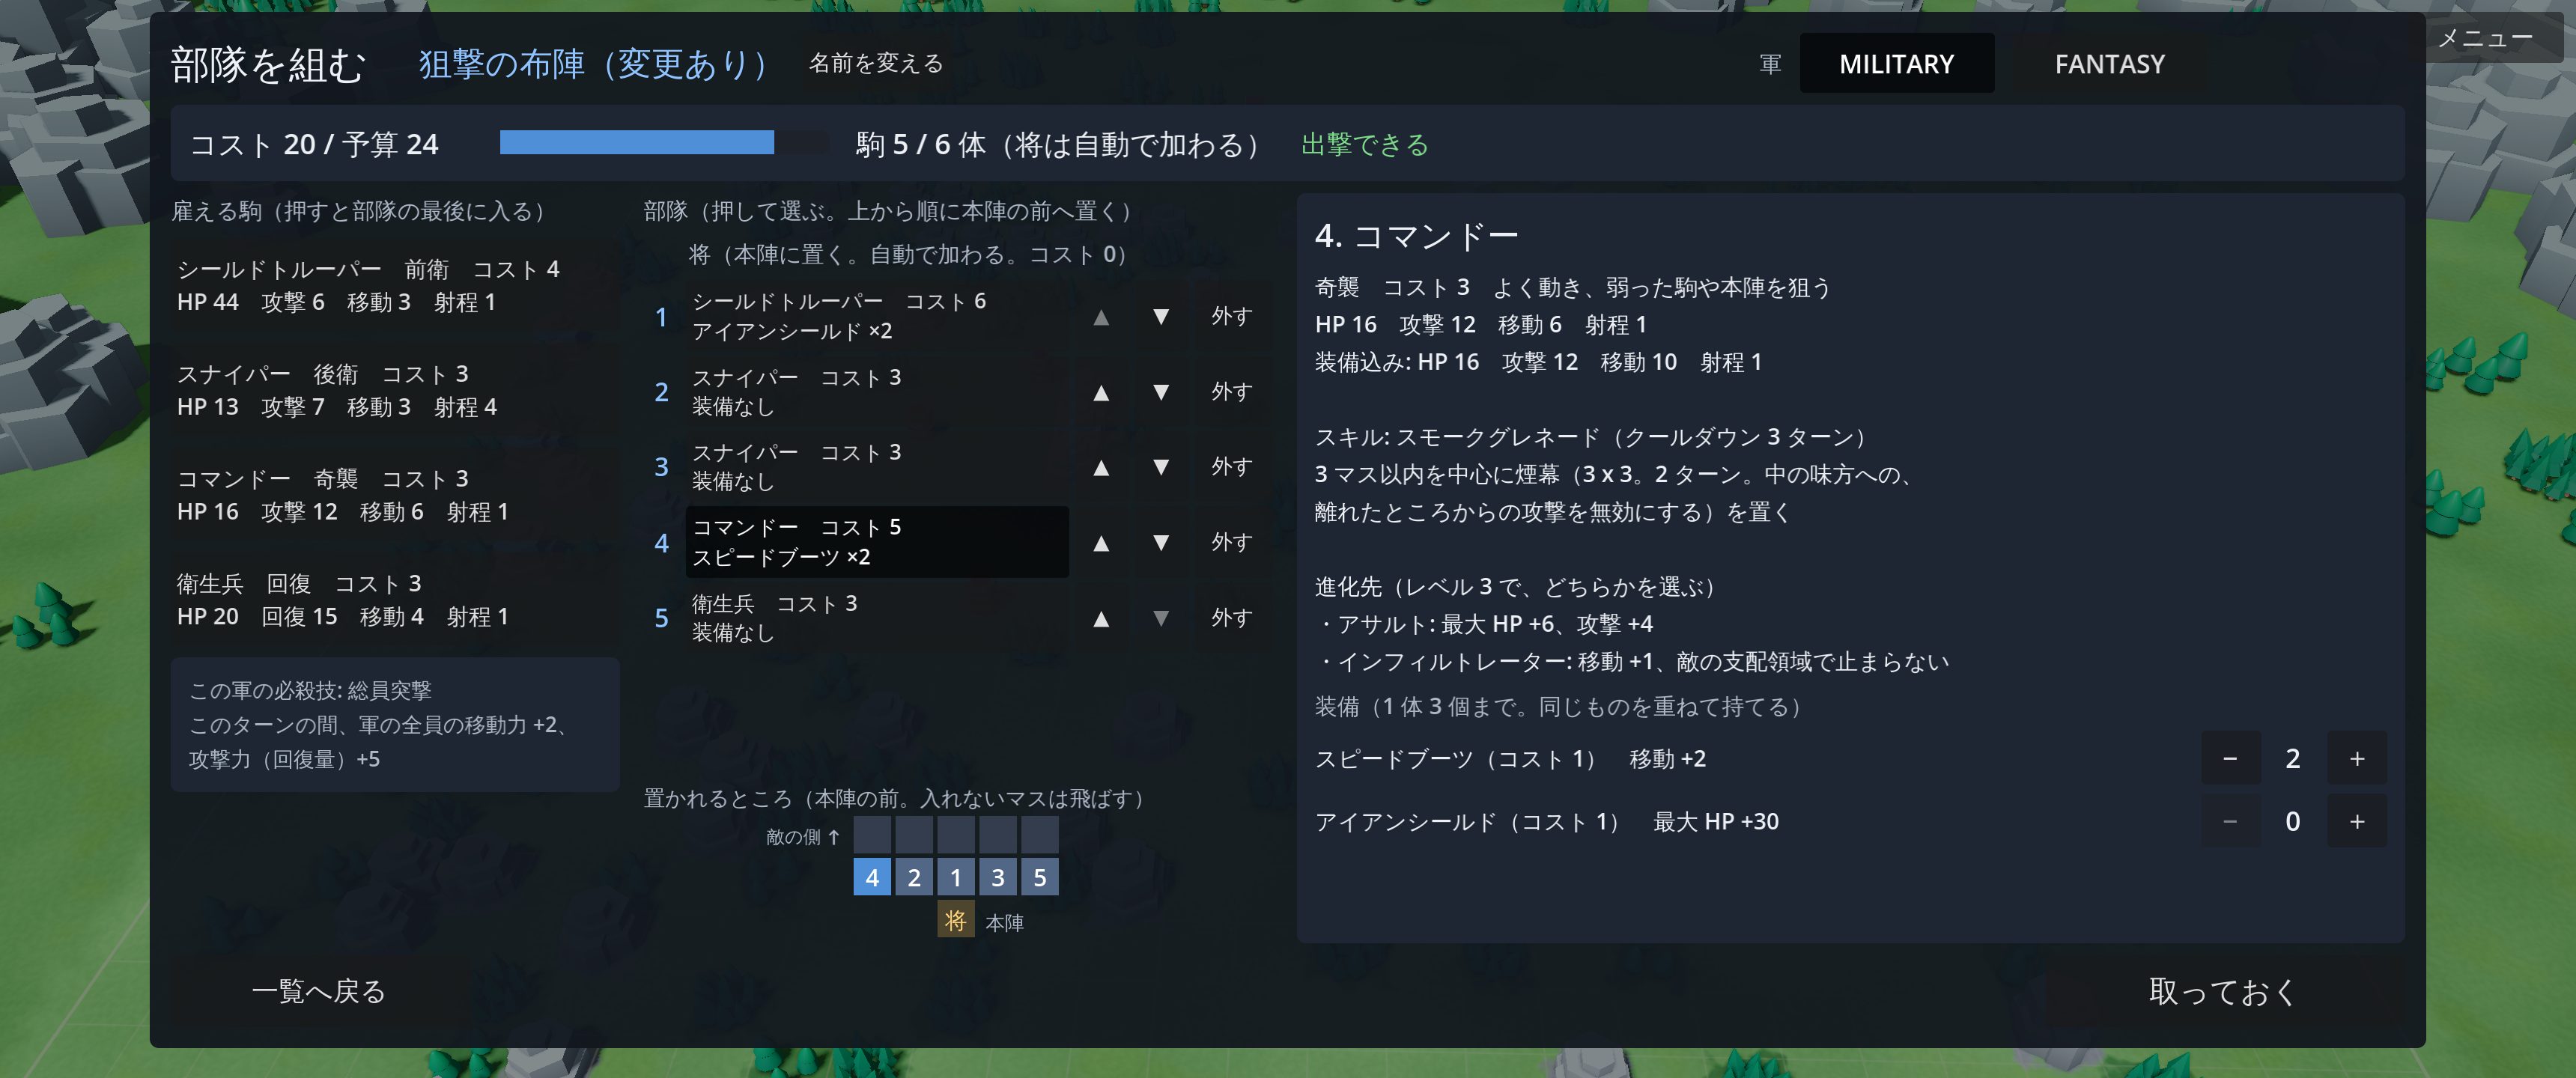 部隊を組む 狙撃の布陣（変更あり） 名前を変える 軍 MILITARY FANTASY メニュー
コスト 20 / 予算 24 駒 5 / 6 体（将は自動で加わる） 出撃できる
雇える駒（押すと部隊の最後に入る）
シールドトルーパー 前衛 コスト 4
HP 44 攻撃 6 移動 3 射程 1
スナイパー 後衛 コスト 3
HP 13 攻撃 7 移動 3 射程 4
コマンドー 奇襲 コスト 3
HP 16 攻撃 12 移動 6 射程 1
衛生兵 回復 コスト 3
HP 20 回復 15 移動 4 射程 1
この軍の必殺技: 総員突撃
このターンの間、軍の全員の移動力 +2、
攻撃力（回復量）+5
部隊（押して選ぶ。上から順に本陣の前へ置く）
将（本陣に置く。自動で加わる。コスト 0）
1 シールドトルーパー コスト 6
アイアンシールド ×2 ▲ ▼ 外す
2 スナイパー コスト 3
装備なし ▲ ▼ 外す
3 スナイパー コスト 3
装備なし ▲ ▼ 外す
4 コマンドー コスト 5
スピードブーツ ×2 ▲ ▼ 外す
5 衛生兵 コスト 3
装備なし ▲ ▼ 外す
置かれるところ（本陣の前。入れないマスは飛ばす）
敵の側 ↑
4 2 1 3 5
将 本陣
4. コマンドー
奇襲 コスト 3 よく動き、弱った駒や本陣を狙う
HP 16 攻撃 12 移動 6 射程 1
装備込み: HP 16 攻撃 12 移動 10 射程 1
スキル: スモークグレネード（クールダウン 3 ターン）
3 マス以内を中心に煙幕（3 x 3。2 ターン。中の味方への、
離れたところからの攻撃を無効にする）を置く
進化先（レベル 3 で、どちらかを選ぶ）
・アサルト: 最大 HP +6、攻撃 +4
・インフィルトレーター: 移動 +1、敵の支配領域で止まらない
装備（1 体 3 個まで。同じものを重ねて持てる）
スピードブーツ（コスト 1） 移動 +2 − 2 +
アイアンシールド（コスト 1） 最大 HP +30 − 0 +
一覧へ戻る 取っておく